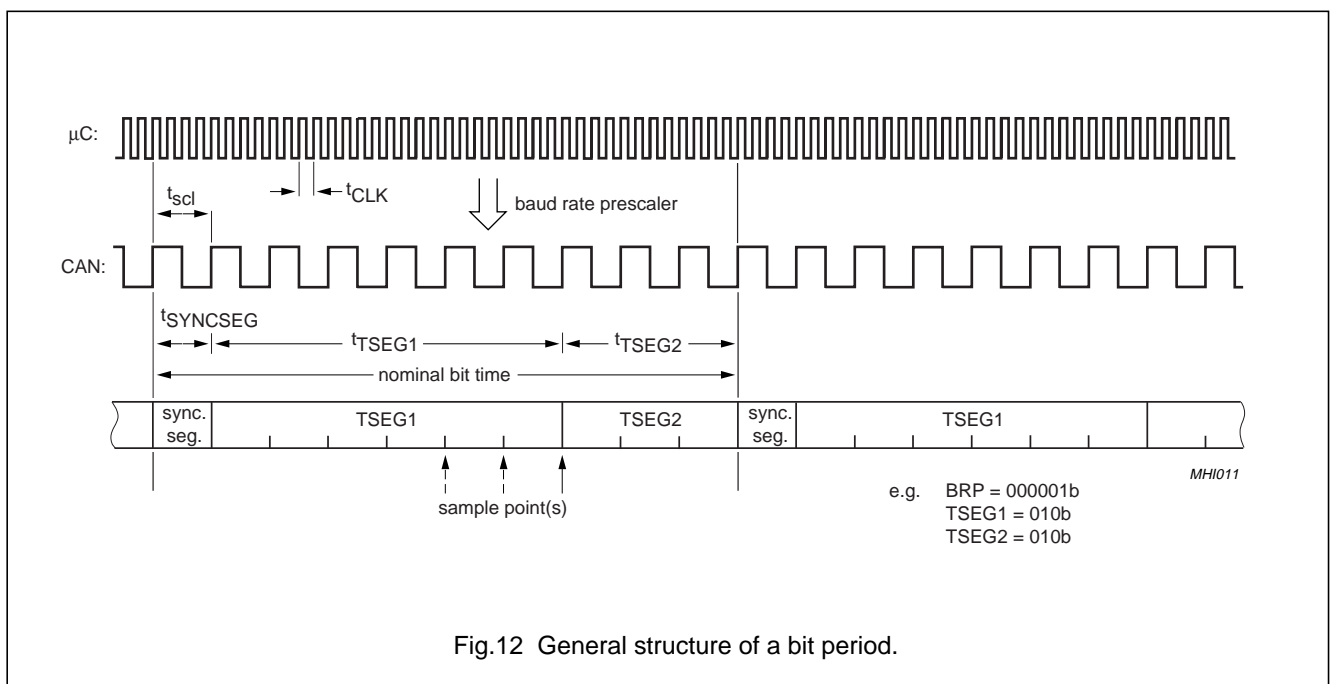 μC:
tscl
tCLK
baud rate prescaler
CAN:
tSYNCSEG
tTSEG1
tTSEG2
nominal bit time
sync. seg.
TSEG1
TSEG2
sync. seg.
TSEG1
sample point(s)
MHI011
e.g. BRP = 000001b
TSEG1 = 010b
TSEG2 = 010b
Fig.12 General structure of a bit period.